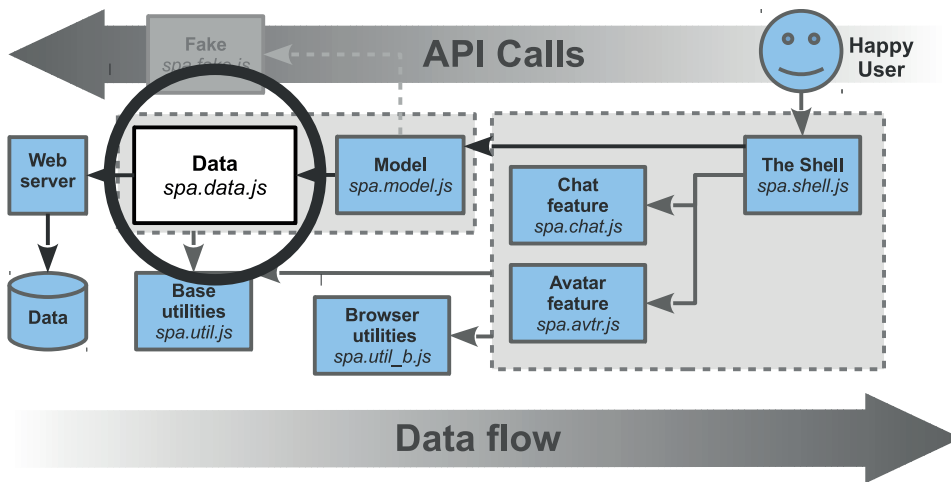 Fake
spa.fake.js
API Calls
Happy
User
Web
server
Data
spa.data.js
Model
spa.model.js
The Shell
spa.shell.js
Chat
feature
spa.chat.js
Data
Base
utilities
spa.util.js
Browser
utilities
spa.util_b.js
Avatar
feature
spa.avtr.js
Data flow